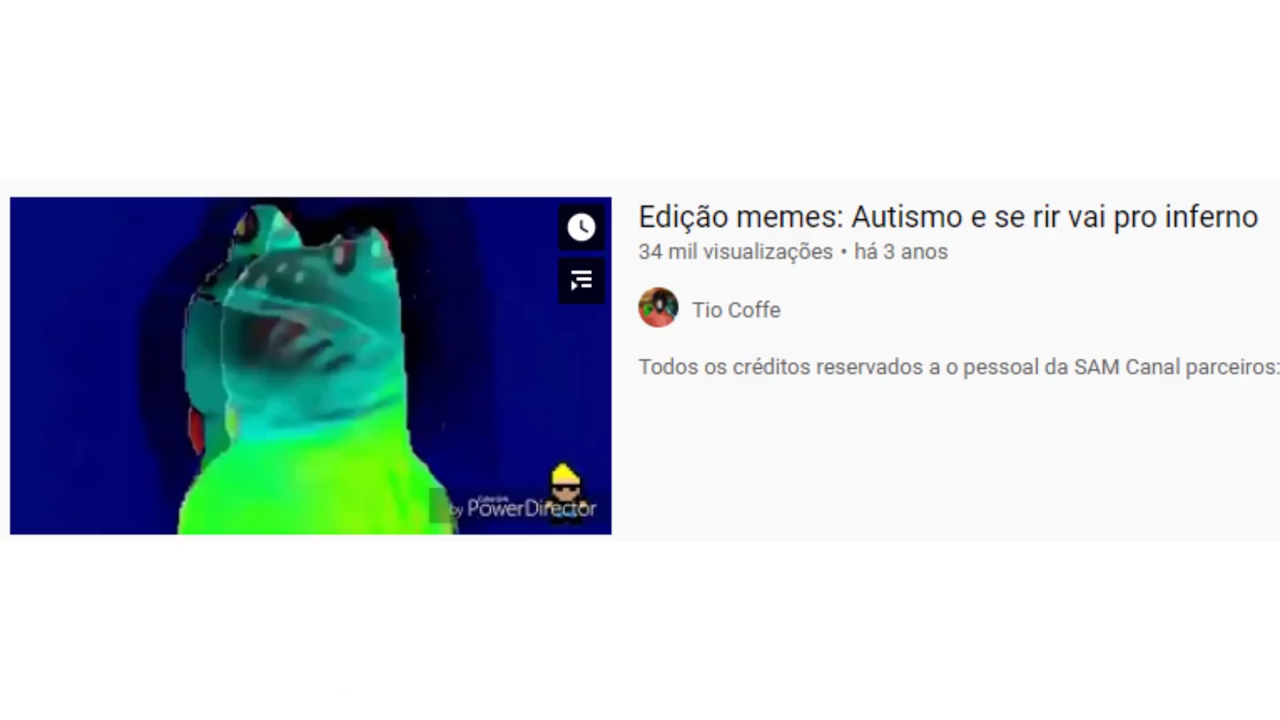 Edição memes: Autismo e se rir vai pro inferno
34 mil visualizações • há 3 anos
Tio Coffe
Todos os créditos reservados a o pessoal da SAM Canal parceiros:
by PowerDirector